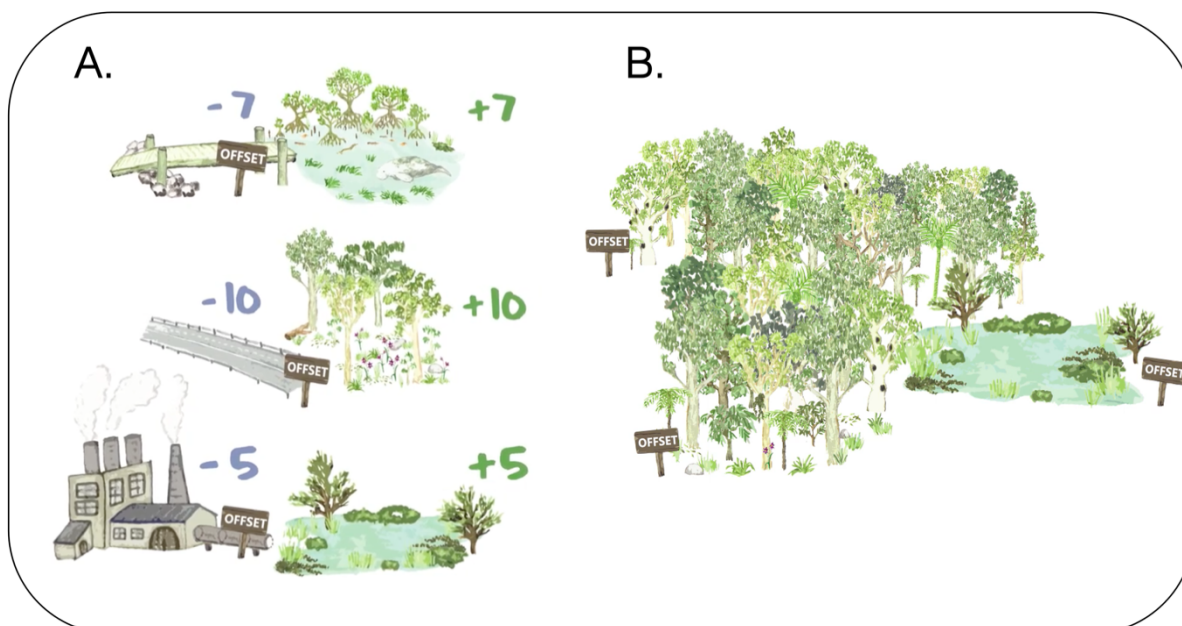 A.
- 7
+7
OFFSET
- 10
+10
OFFSET
- 5
+5
OFFSET
B.
OFFSET
OFFSET
OFFSET